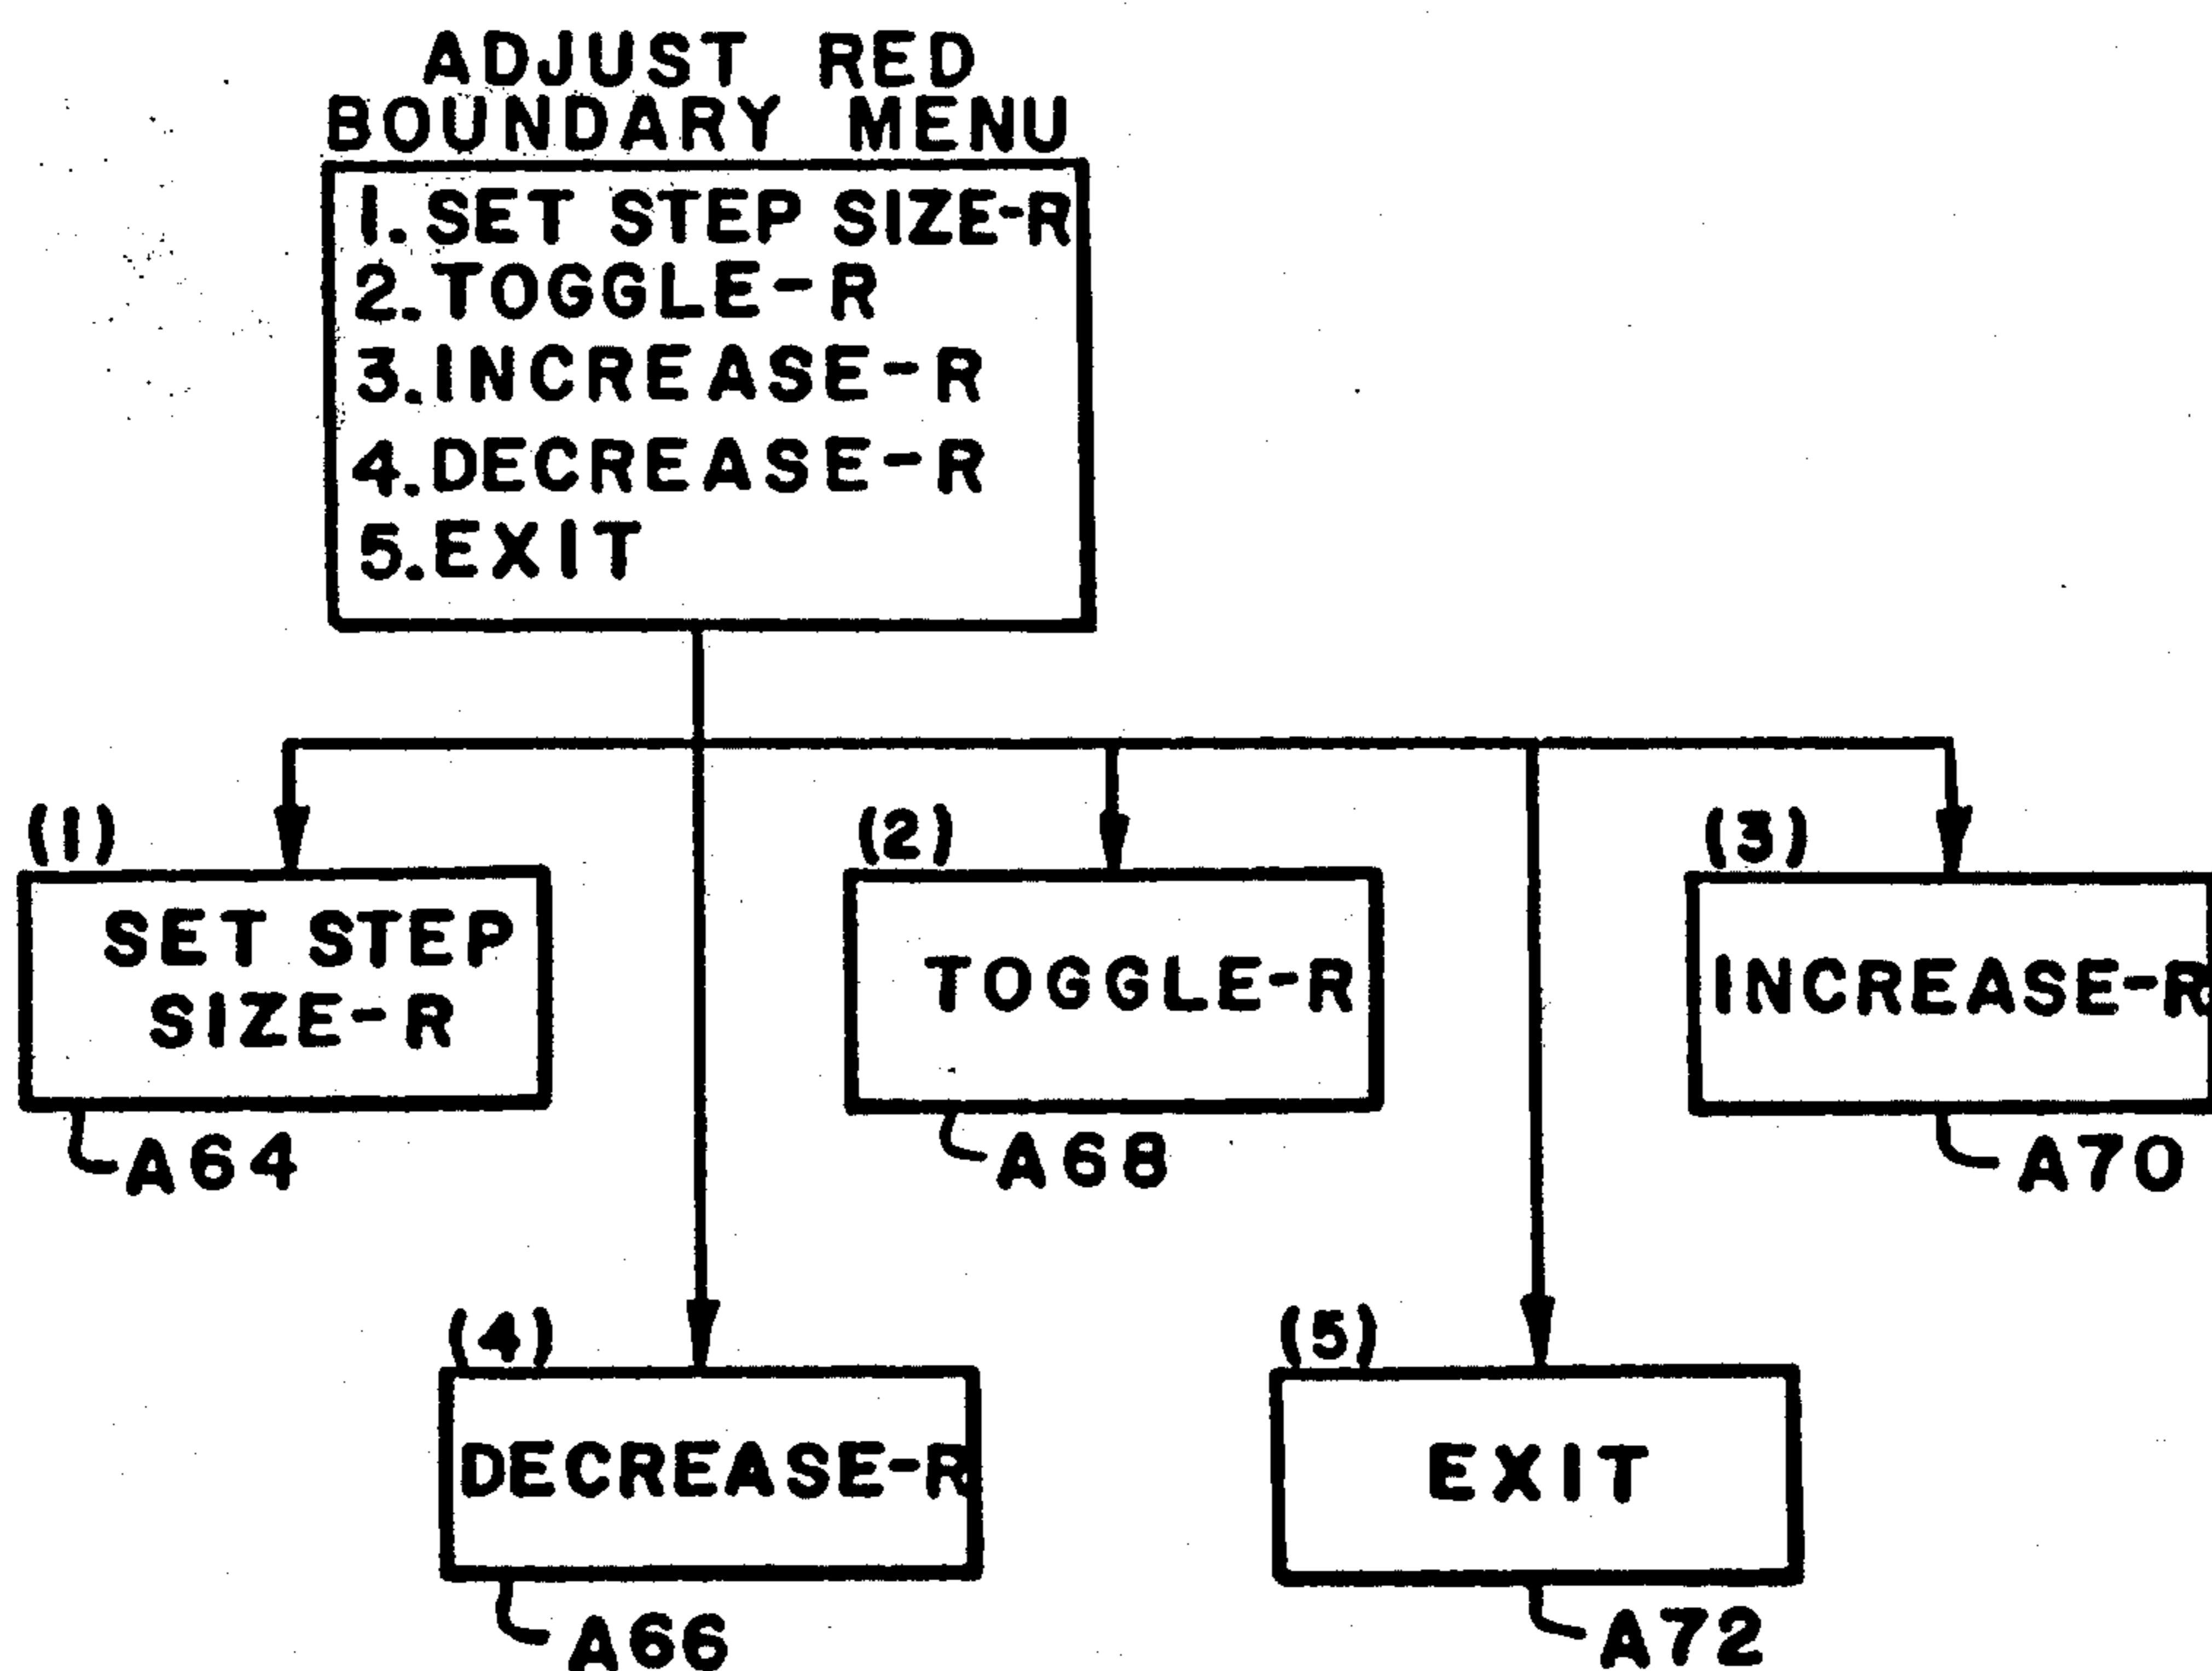 ADJUST RED
BOUNDARY MENU
1. SET STEP SIZE-R
2. TOGGLE-R
3. INCREASE-R
4. DECREASE-R
5. EXIT
(1)
SET STEP
SIZE-R
A64
(2)
TOGGLE-R
A68
(3)
INCREASE-R
A70
(4)
DECREASE-R
A66
(5)
EXIT
A72